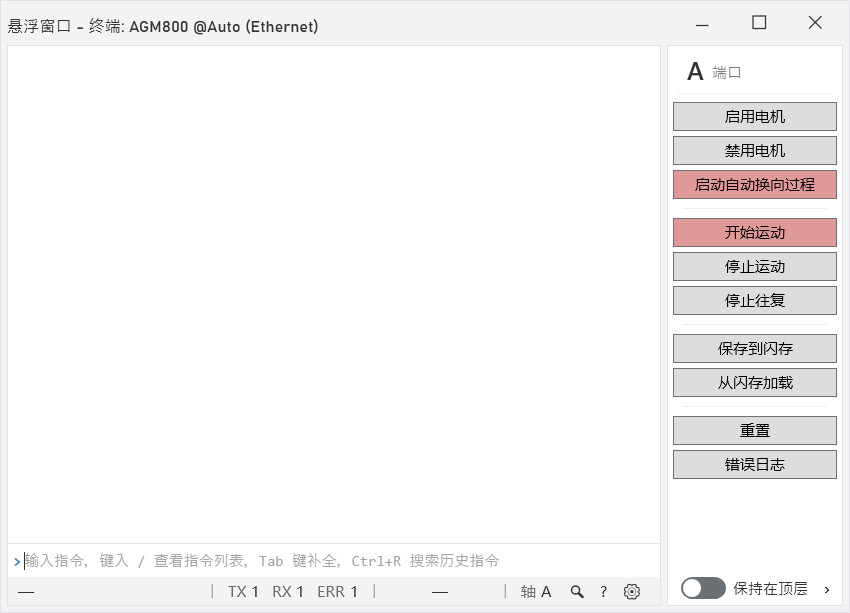 悬浮窗口 - 终端: AGM800 @Auto (Ethernet)
A 端口
启用电机
禁用电机
启动自动换向过程
开始运动
停止运动
停止往复
保存到闪存
从闪存加载
重置
错误日志
>输入指令, 键入 / 查看指令列表, Tab 键补全, Ctrl+R 搜索历史指令
— | TX 1 RX 1 ERR 1 | — | 轴 A ?
保持在顶层 ›